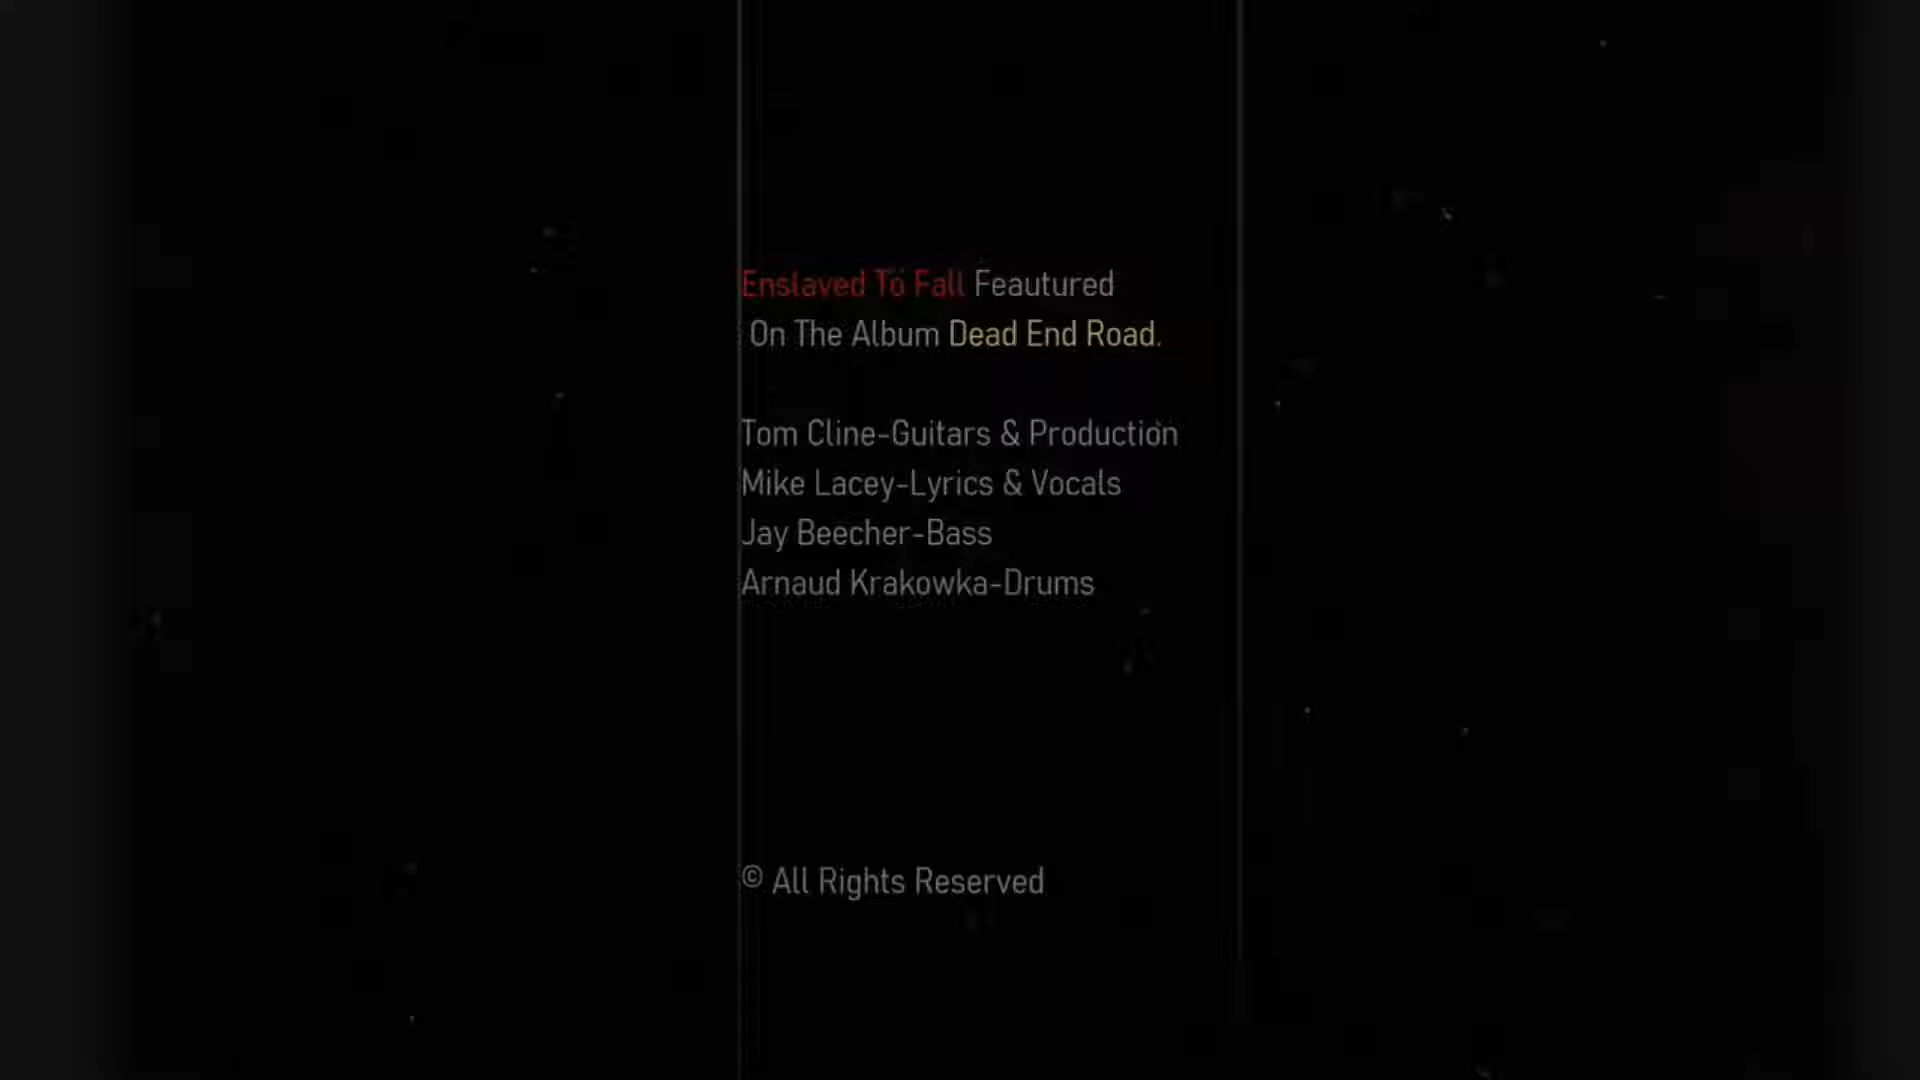 Enslaved To Fall Feautured
On The Album Dead End Road.
Tom Cline-Guitars & Production
Mike Lacey-Lyrics & Vocals
Jay Beecher-Bass
Arnaud Krakowka-Drums
© All Rights Reserved